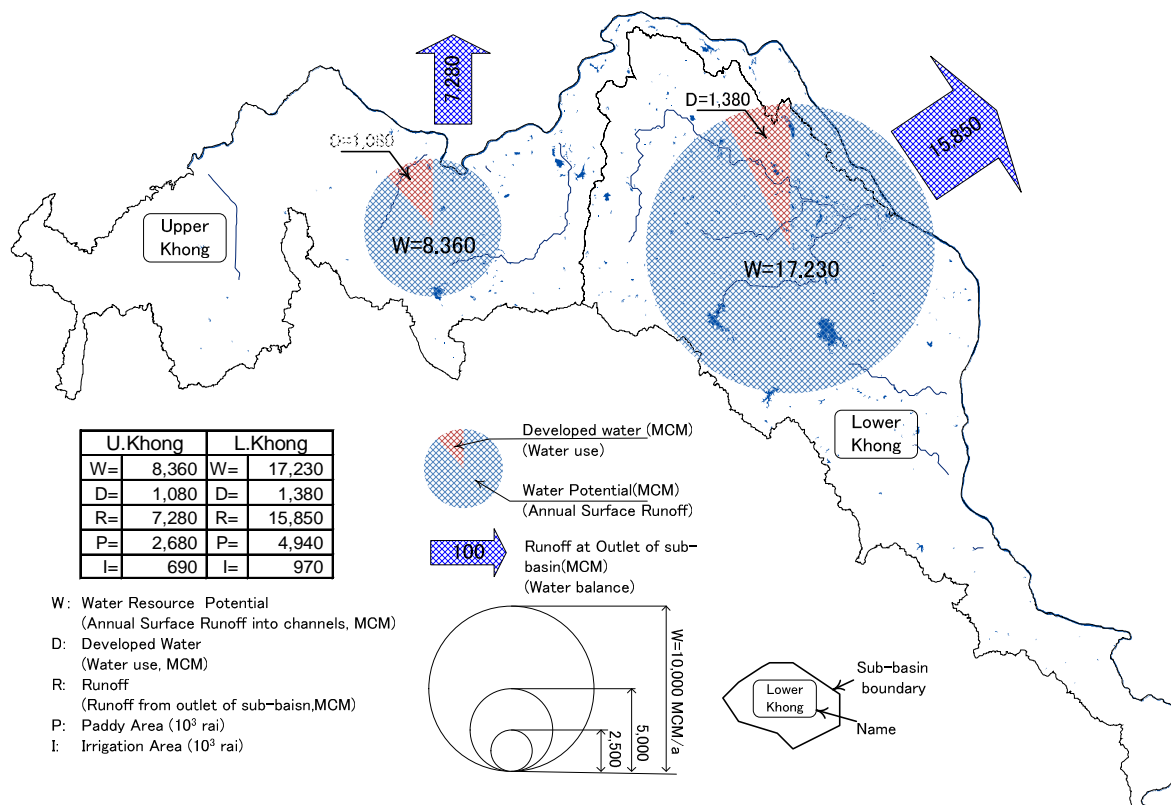 7.280
15.850
D=1,380
D=1,080
Upper
Khong
W=8.360
W=17.230
Lower
Khong
U.Khong L.Khong
W= 8,360 W= 17,230
D= 1,080 D= 1,380
R= 7,280 R= 15,850
P= 2,680 P= 4,940
I= 690 I= 970
Developed water (MCM)
(Water use)
Water Potential(MCM)
(Annual Surface Runoff)
100
Runoff at Outlet of sub-
basin(MCM)
(Water balance)
W: Water Resource Potential
(Annual Surface Runoff into channels, MCM)
D: Developed Water
(Water use, MCM)
R: Runoff
(Runoff from outlet of sub-baisn,MCM)
P: Paddy Area (10³ rai)
I: Irrigation Area (10³ rai)
W=10,000 MCM/a
5,000
2,500
Lower
Khong
Sub-basin
boundary
Name